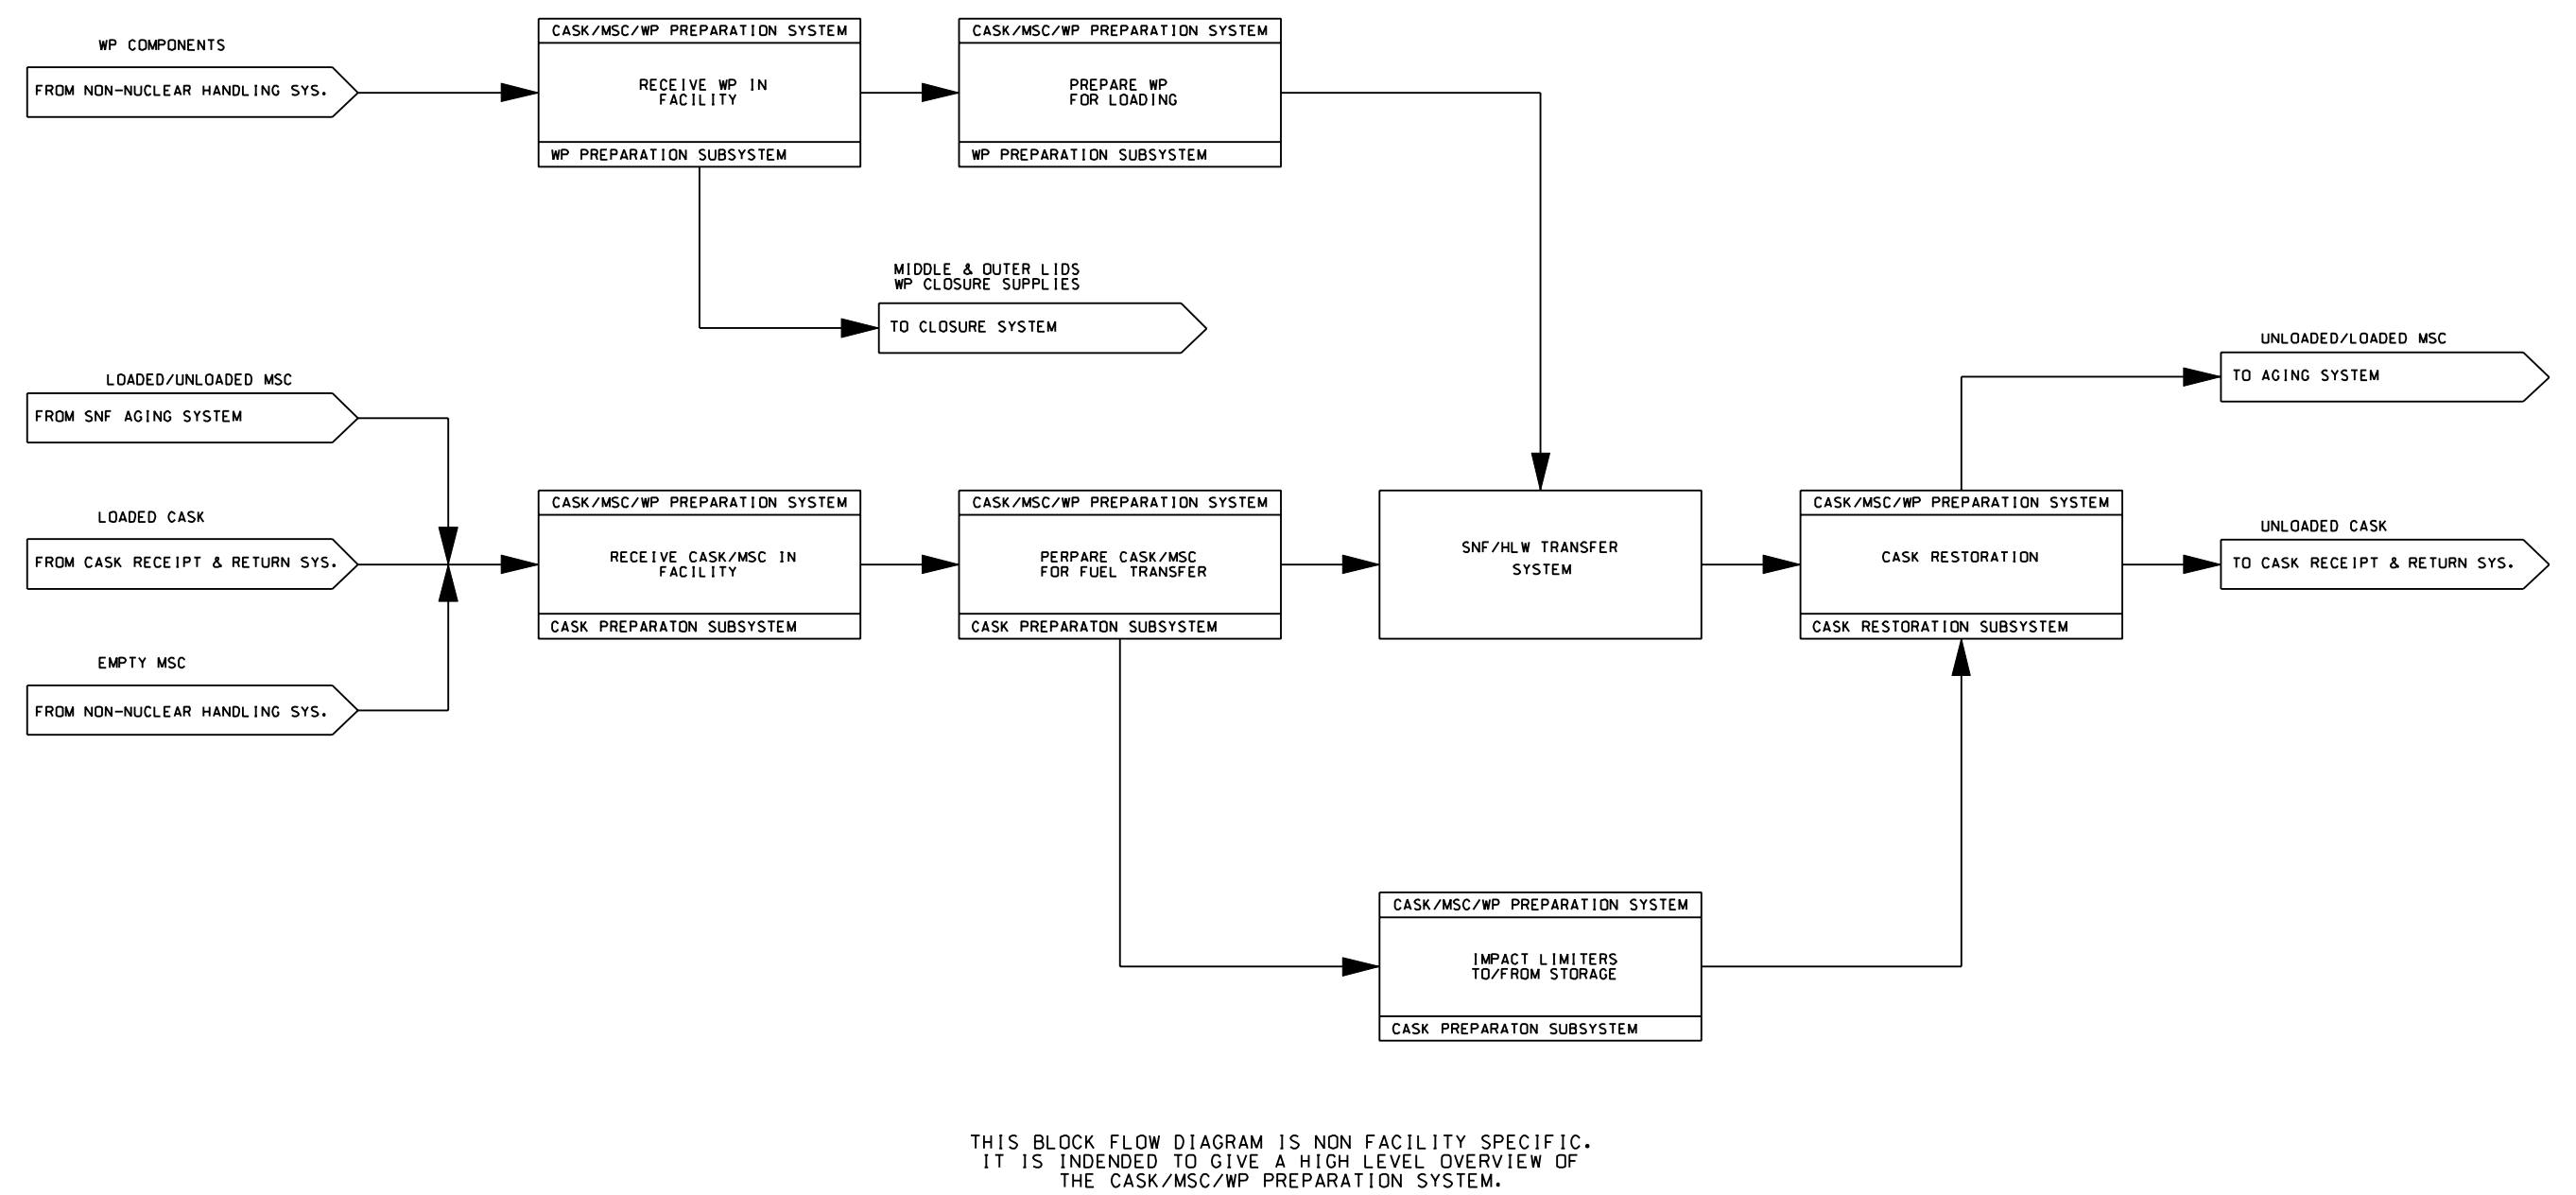 WP COMPONENTS
FROM NON-NUCLEAR HANDLING SYS.
CASK/MSC/WP PREPARATION SYSTEM
RECEIVE WP IN
FACILITY
WP PREPARATION SUBSYSTEM
CASK/MSC/WP PREPARATION SYSTEM
PREPARE WP
FOR LOADING
WP PREPARATION SUBSYSTEM
MIDDLE & OUTER LIDS
WP CLOSURE SUPPLIES
TO CLOSURE SYSTEM
LOADED/UNLOADED MSC
FROM SNF AGING SYSTEM
LOADED CASK
FROM CASK RECEIPT & RETURN SYS.
EMPTY MSC
FROM NON-NUCLEAR HANDLING SYS.
CASK/MSC/WP PREPARATION SYSTEM
RECEIVE CASK/MSC IN
FACILITY
CASK PREPARATON SUBSYSTEM
CASK/MSC/WP PREPARATION SYSTEM
PERPARE CASK/MSC
FOR FUEL TRANSFER
CASK PREPARATON SUBSYSTEM
SNF/HLW TRANSFER
SYSTEM
CASK/MSC/WP PREPARATION SYSTEM
CASK RESTORATION
CASK RESTORATION SUBSYSTEM
UNLOADED/LOADED MSC
TO AGING SYSTEM
UNLOADED CASK
TO CASK RECEIPT & RETURN SYS.
CASK/MSC/WP PREPARATION SYSTEM
IMPACT LIMITERS
TO/FROM STORAGE
CASK PREPARATON SUBSYSTEM
THIS BLOCK FLOW DIAGRAM IS NON FACILITY SPECIFIC.
IT IS INDENDED TO GIVE A HIGH LEVEL OVERVIEW OF
THE CASK/MSC/WP PREPARATION SYSTEM.